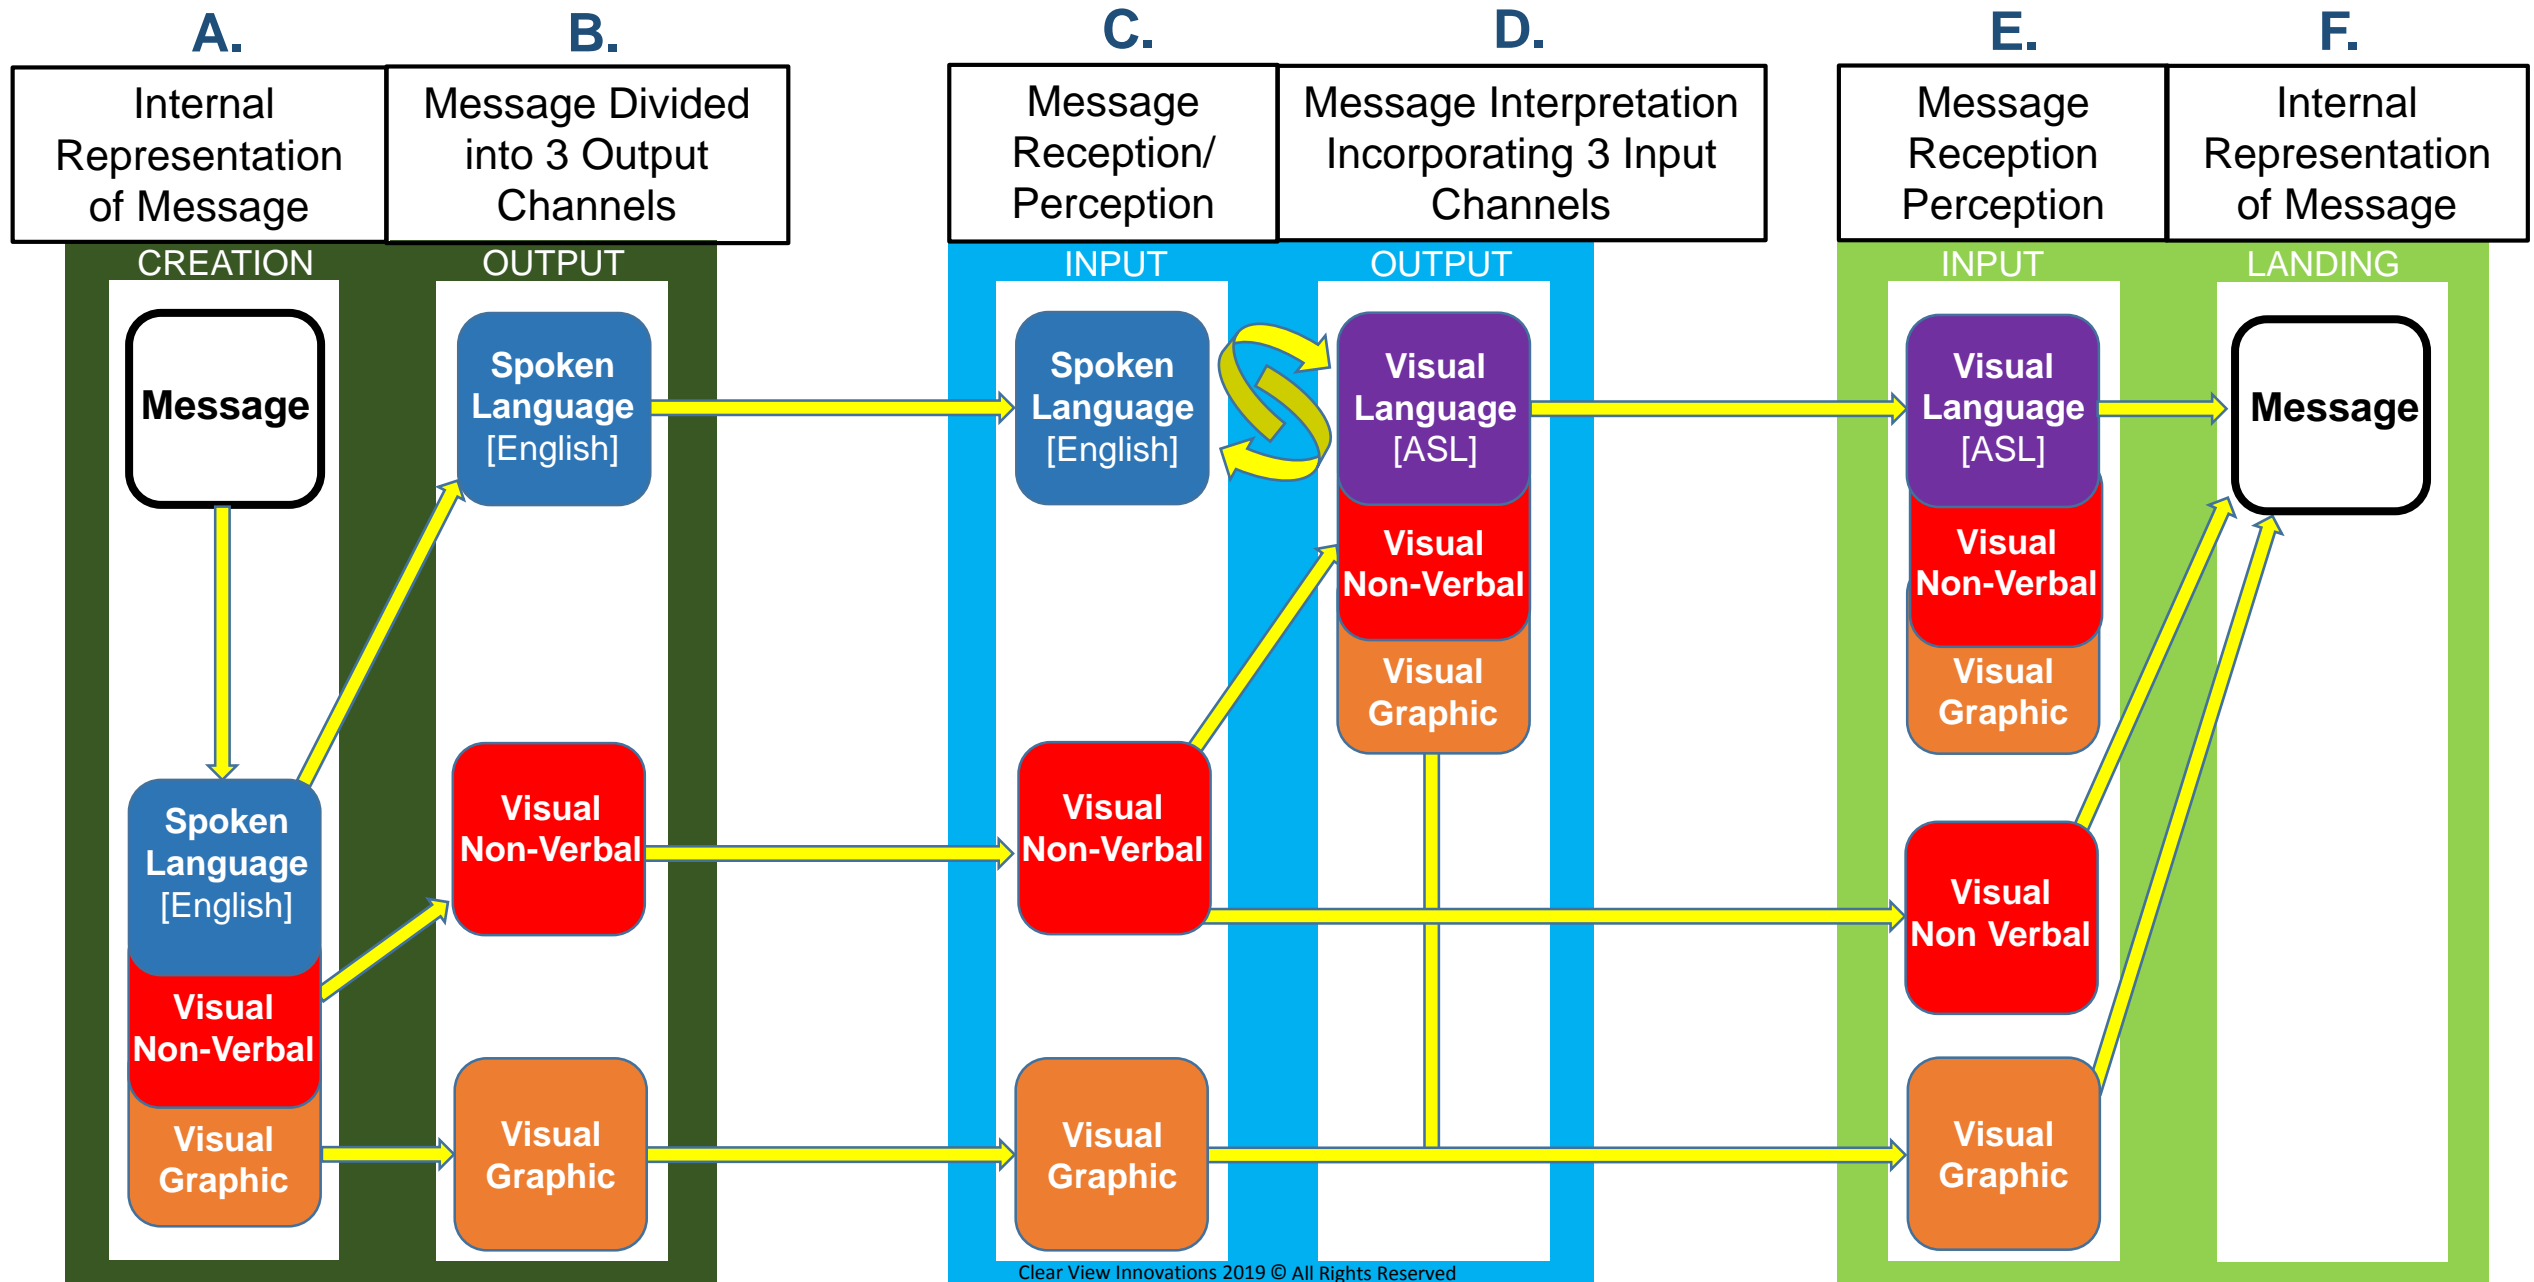 A.
B.
C.
D.
E.
F.
Internal
Representation
of Message
Message Divided
into 3 Output
Channels
Message
Reception/
Perception
Message Interpretation
Incorporating 3 Input
Channels
Message
Reception
Perception
Internal
Representation
of Message
CREATION
OUTPUT
INPUT
OUTPUT
INPUT
LANDING
Message
Spoken
Language
[English]
Visual
Non-Verbal
Visual
Graphic
Spoken
Language
[English]
Visual
Non-Verbal
Visual
Graphic
Spoken
Language
[English]
Visual
Non-Verbal
Visual
Graphic
Visual
Language
[ASL]
Visual
Non-Verbal
Visual
Graphic
Visual
Language
[ASL]
Visual
Non-Verbal
Visual
Graphic
Visual
Non Verbal
Visual
Graphic
Message
Clear View Innovations 2019 © All Rights Reserved